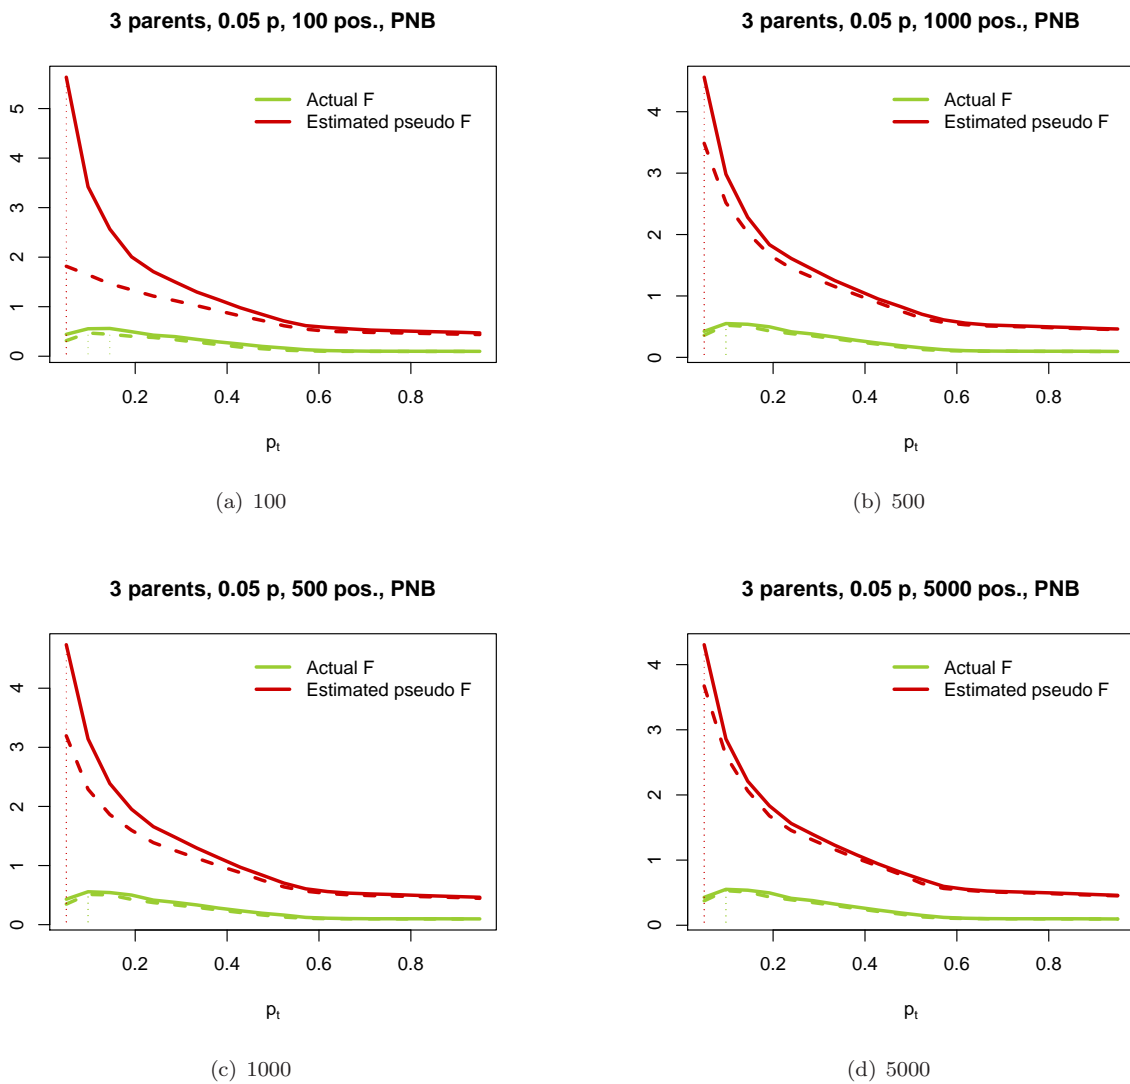 3 parents, 0.05 p, 100 pos., PNB
Actual F
Estimated pseudo F
5
4
3
2
1
0
0.2 0.4 0.6 0.8
pt
(a) 100
3 parents, 0.05 p, 1000 pos., PNB
Actual F
Estimated pseudo F
4
3
2
1
0
0.2 0.4 0.6 0.8
pt
(b) 500
3 parents, 0.05 p, 500 pos., PNB
Actual F
Estimated pseudo F
4
3
2
1
0
0.2 0.4 0.6 0.8
pt
(c) 1000
3 parents, 0.05 p, 5000 pos., PNB
Actual F
Estimated pseudo F
4
3
2
1
0
0.2 0.4 0.6 0.8
pt
(d) 5000